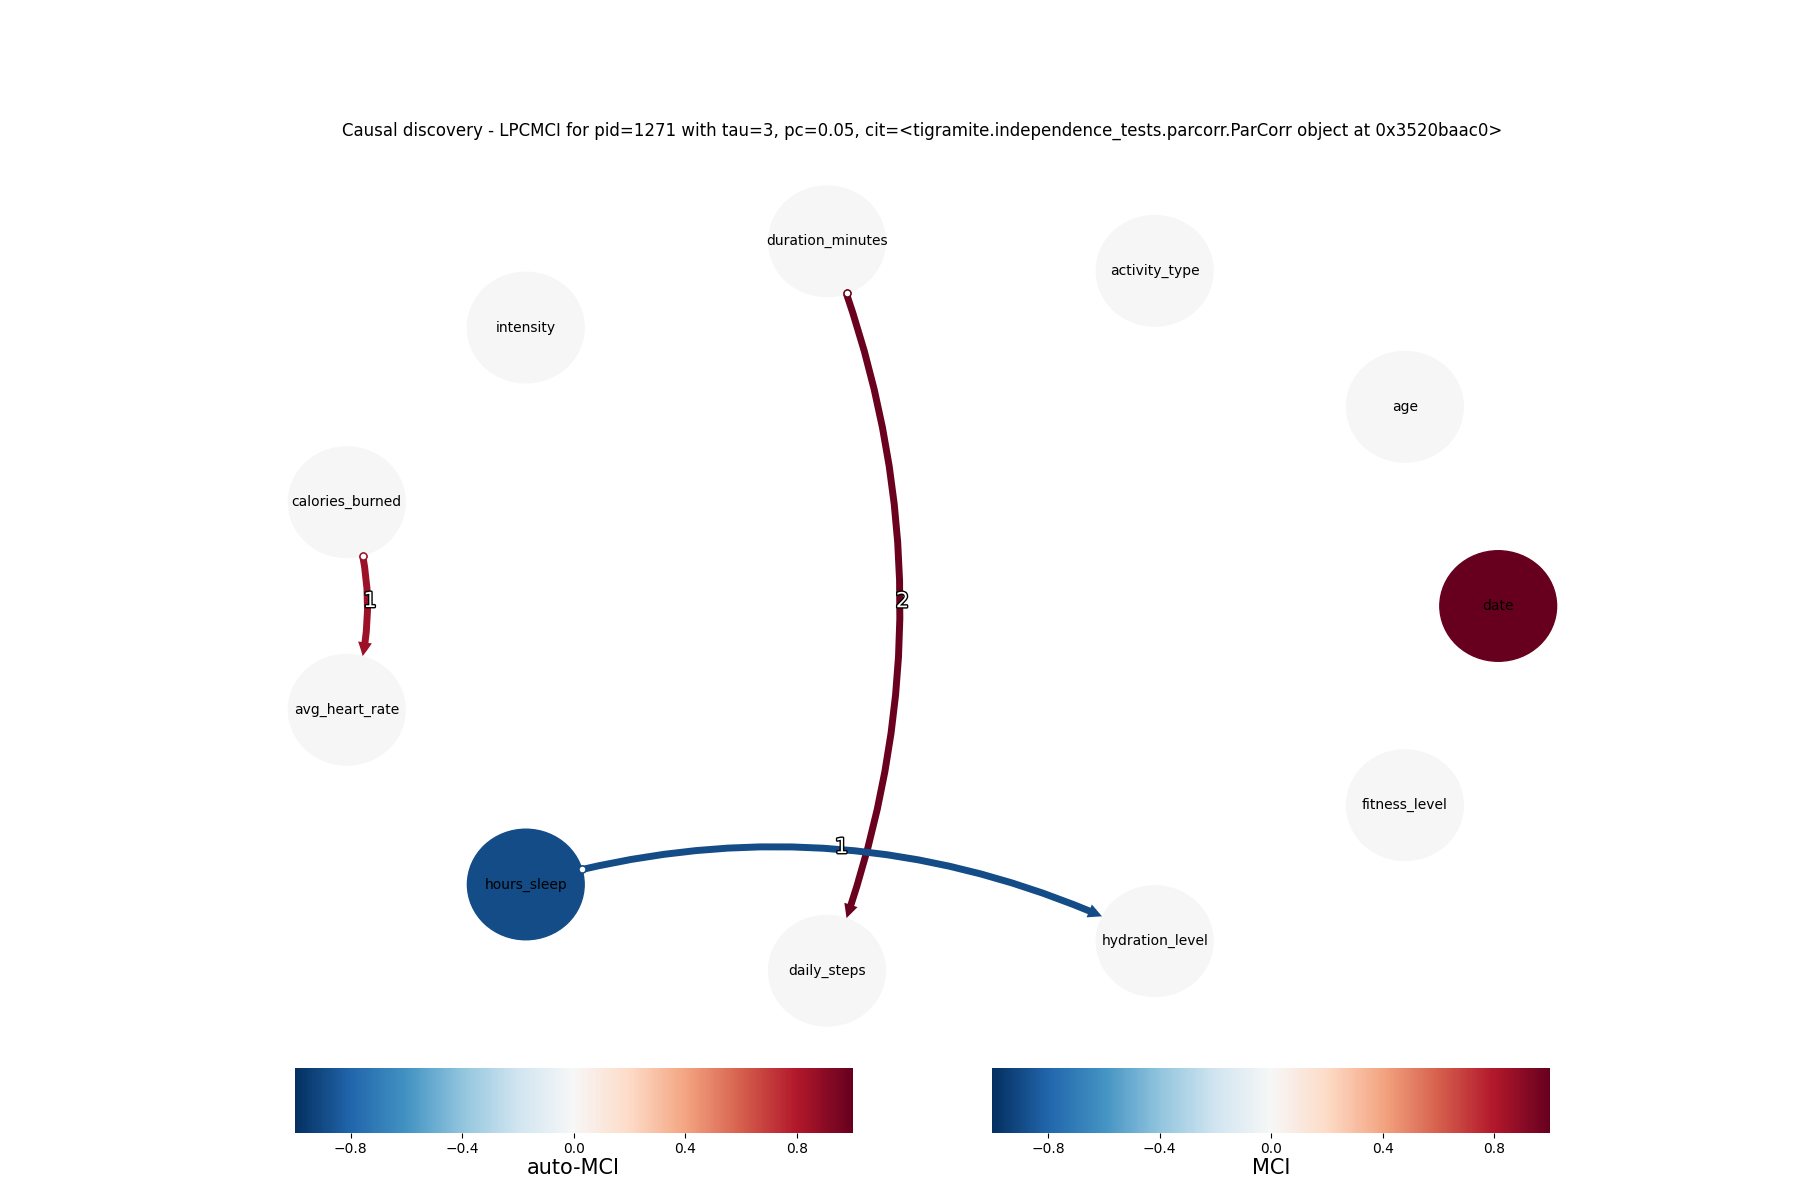 Causal discovery - LPCMCI for pid=1271 with tau=3, pc=0.05, cit=<tigramite.independence_tests.parcorr.ParCorr object at 0x3520baac0>
duration_minutes
activity_type
intensity
age
calories_burned
1
2
date
avg_heart_rate
fitness_level
1
hours_sleep
hydration_level
daily_steps
−0.8 −0.4 0.0 0.4 0.8
auto-MCI
−0.8 −0.4 0.0 0.4 0.8
MCI